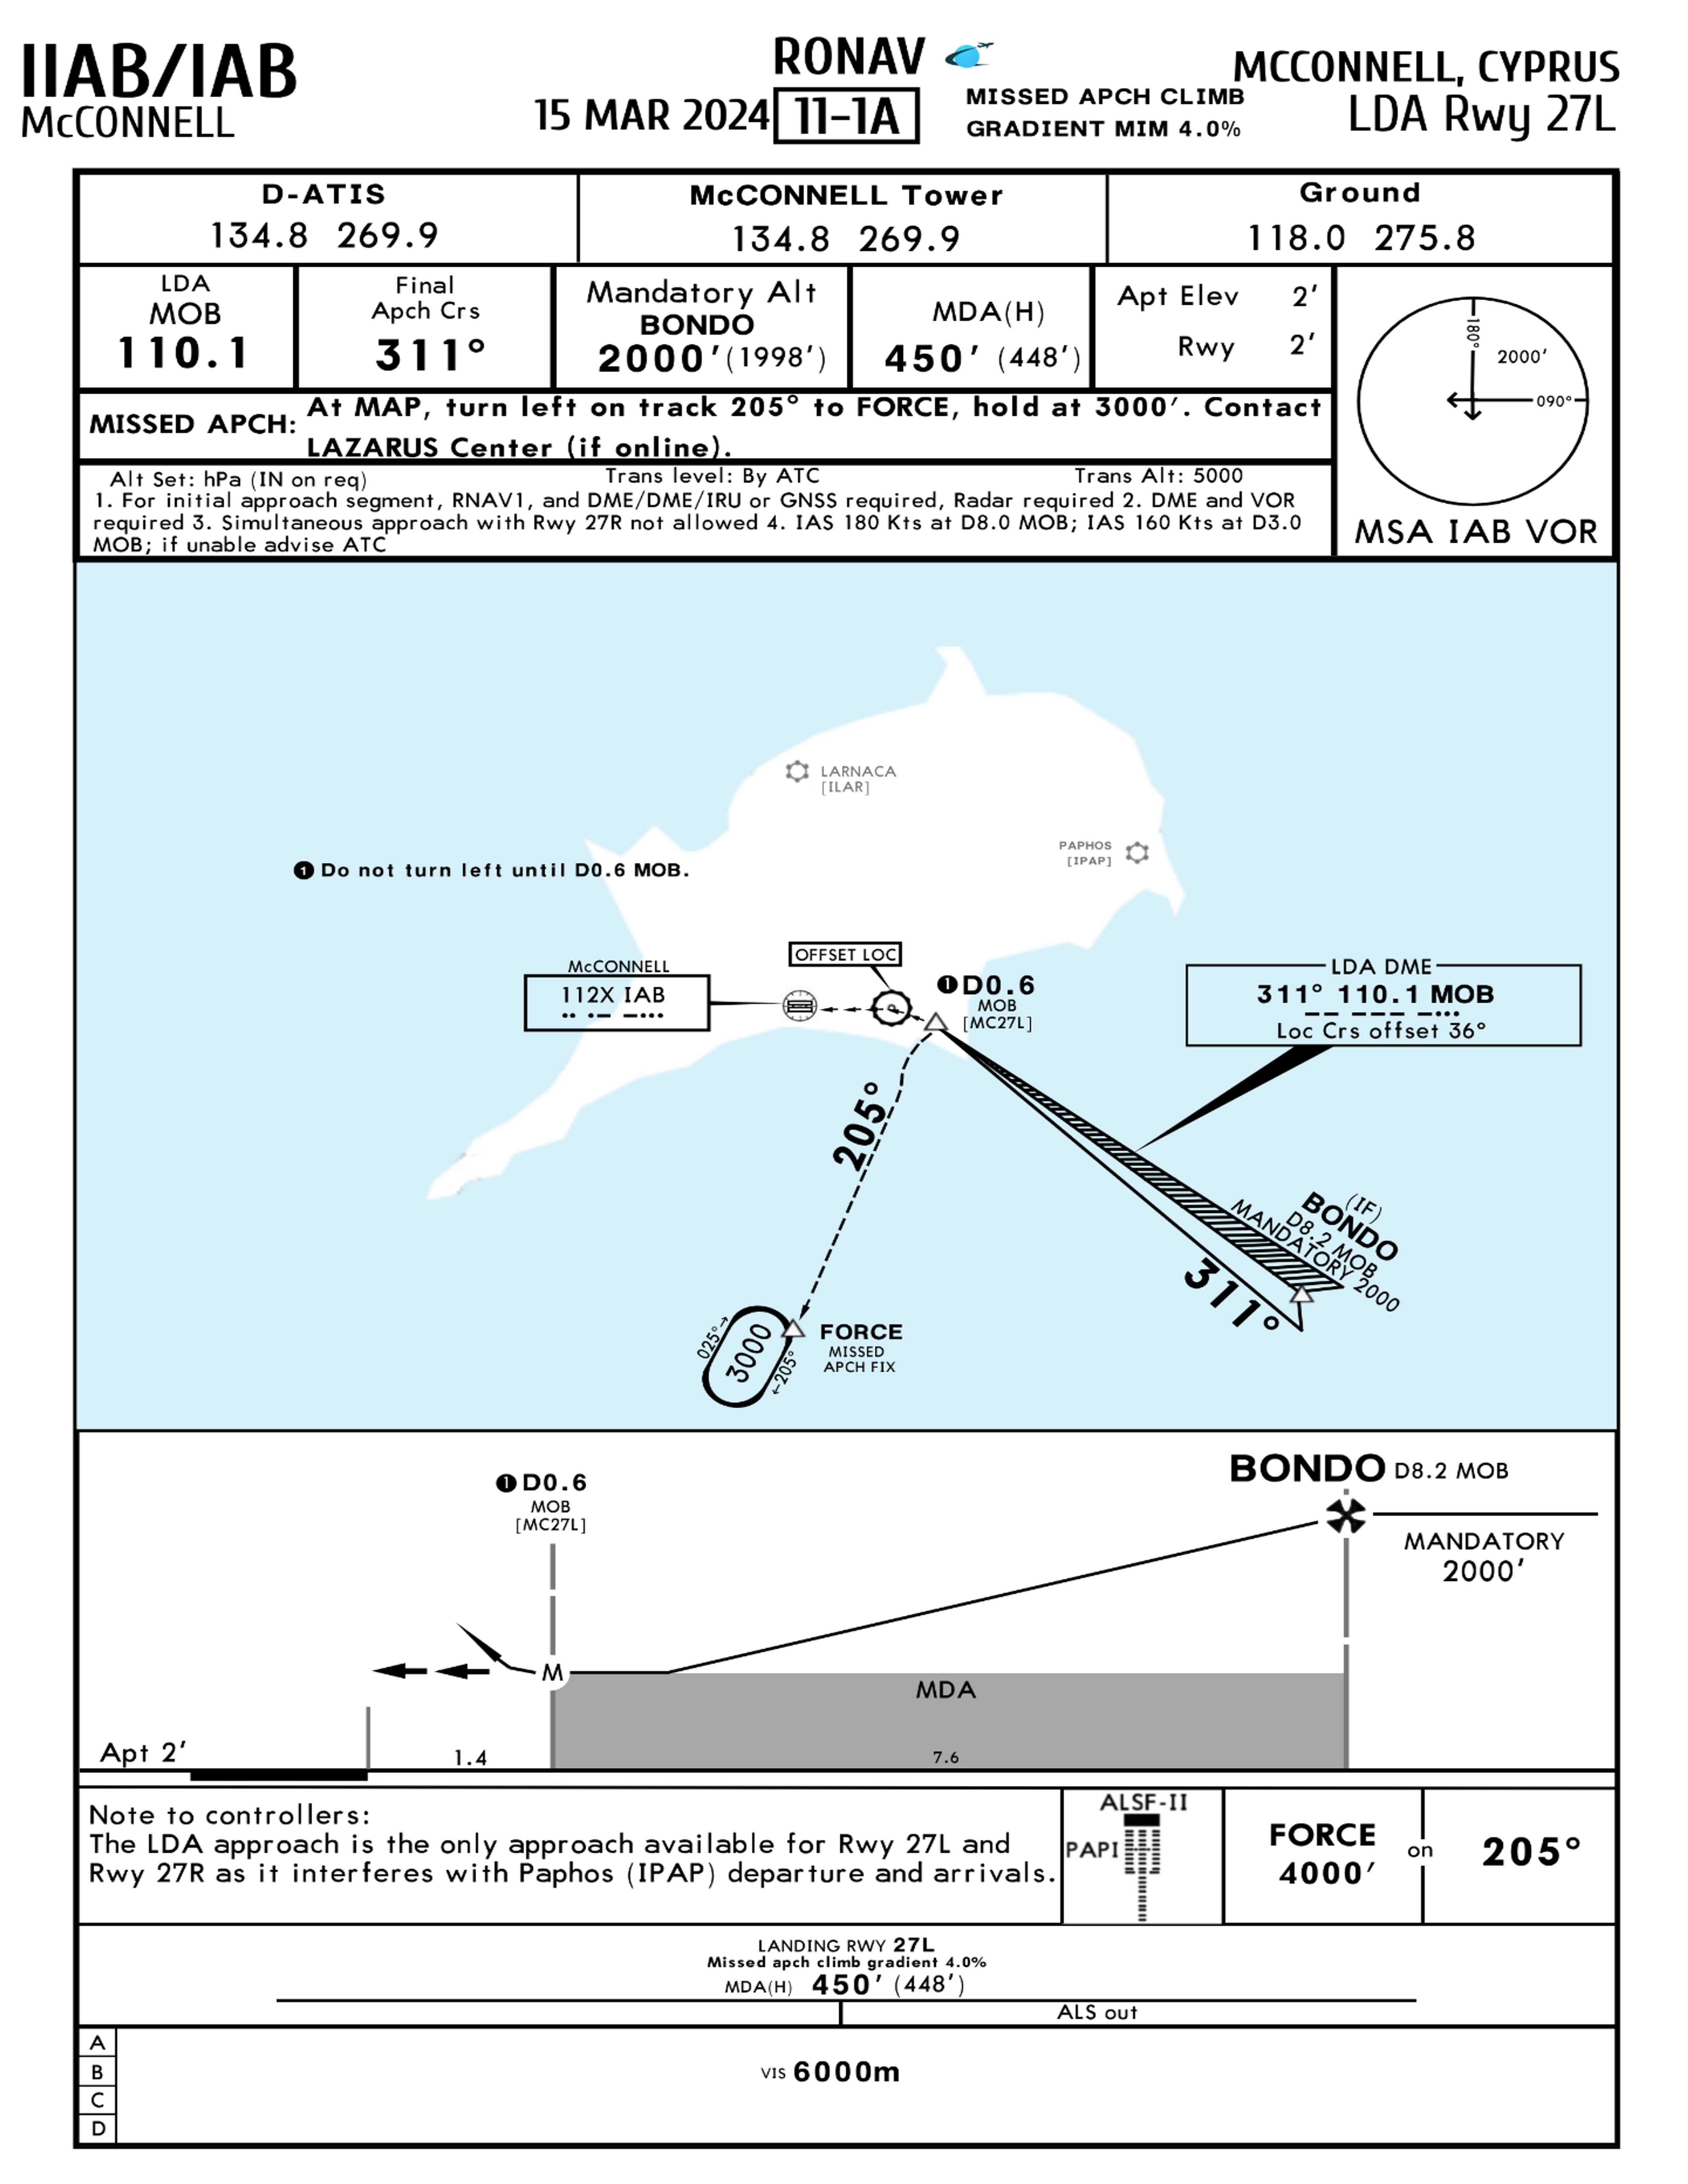 IIAB/IAB
McCONNELL
RONAV
15 MAR 2024 11-1A
MISSED APCH CLIMB
GRADIENT MIM 4.0%
MCCONNELL, CYPRUS
LDA Rwy 27L
D-ATIS
134.8 269.9
McCONNELL Tower
134.8 269.9
Ground
118.0 275.8
LDA
MOB
110.1
Final
Apch Crs
311°
Mandatory Alt
BONDO
2000'(1998')
MDA(H)
450' (448')
Apt Elev 2'
Rwy 2'
180°
2000'
090°
MSA IAB VOR
MISSED APCH: At MAP, turn left on track 205° to FORCE, hold at 3000'. Contact
LAZARUS Center (if online).
Alt Set: hPa (IN on req) Trans level: By ATC Trans Alt: 5000
1. For initial approach segment, RNAV1, and DME/DME/IRU or GNSS required, Radar required 2. DME and VOR
required 3. Simultaneous approach with Rwy 27R not allowed 4. IAS 180 Kts at D8.0 MOB; IAS 160 Kts at D3.0
MOB; if unable advise ATC
LARNACA
[ILAR]
PAPHOS
[IPAP]
1 Do not turn left until D0.6 MOB.
OFFSET LOC
McCONNELL
112X IAB
1 D0.6
MOB
[MC27L]
LDA DME
311° 110.1 MOB
Loc Crs offset 36°
205°
(IF)
BONDO
D8.2 MOB
MANDATORY 2000
311°
025°→
3000
←205°
FORCE
MISSED
APCH FIX
BONDO D8.2 MOB
1 D0.6
MOB
[MC27L]
MANDATORY
2000'
M
MDA
Apt 2'
1.4
7.6
Note to controllers:
The LDA approach is the only approach available for Rwy 27L and
Rwy 27R as it interferes with Paphos (IPAP) departure and arrivals.
ALSF-II
PAPI
FORCE
4000'
on
205°
LANDING RWY 27L
Missed apch climb gradient 4.0%
MDA(H) 450' (448')
ALS out
A
B
C
D
VIS 6000m